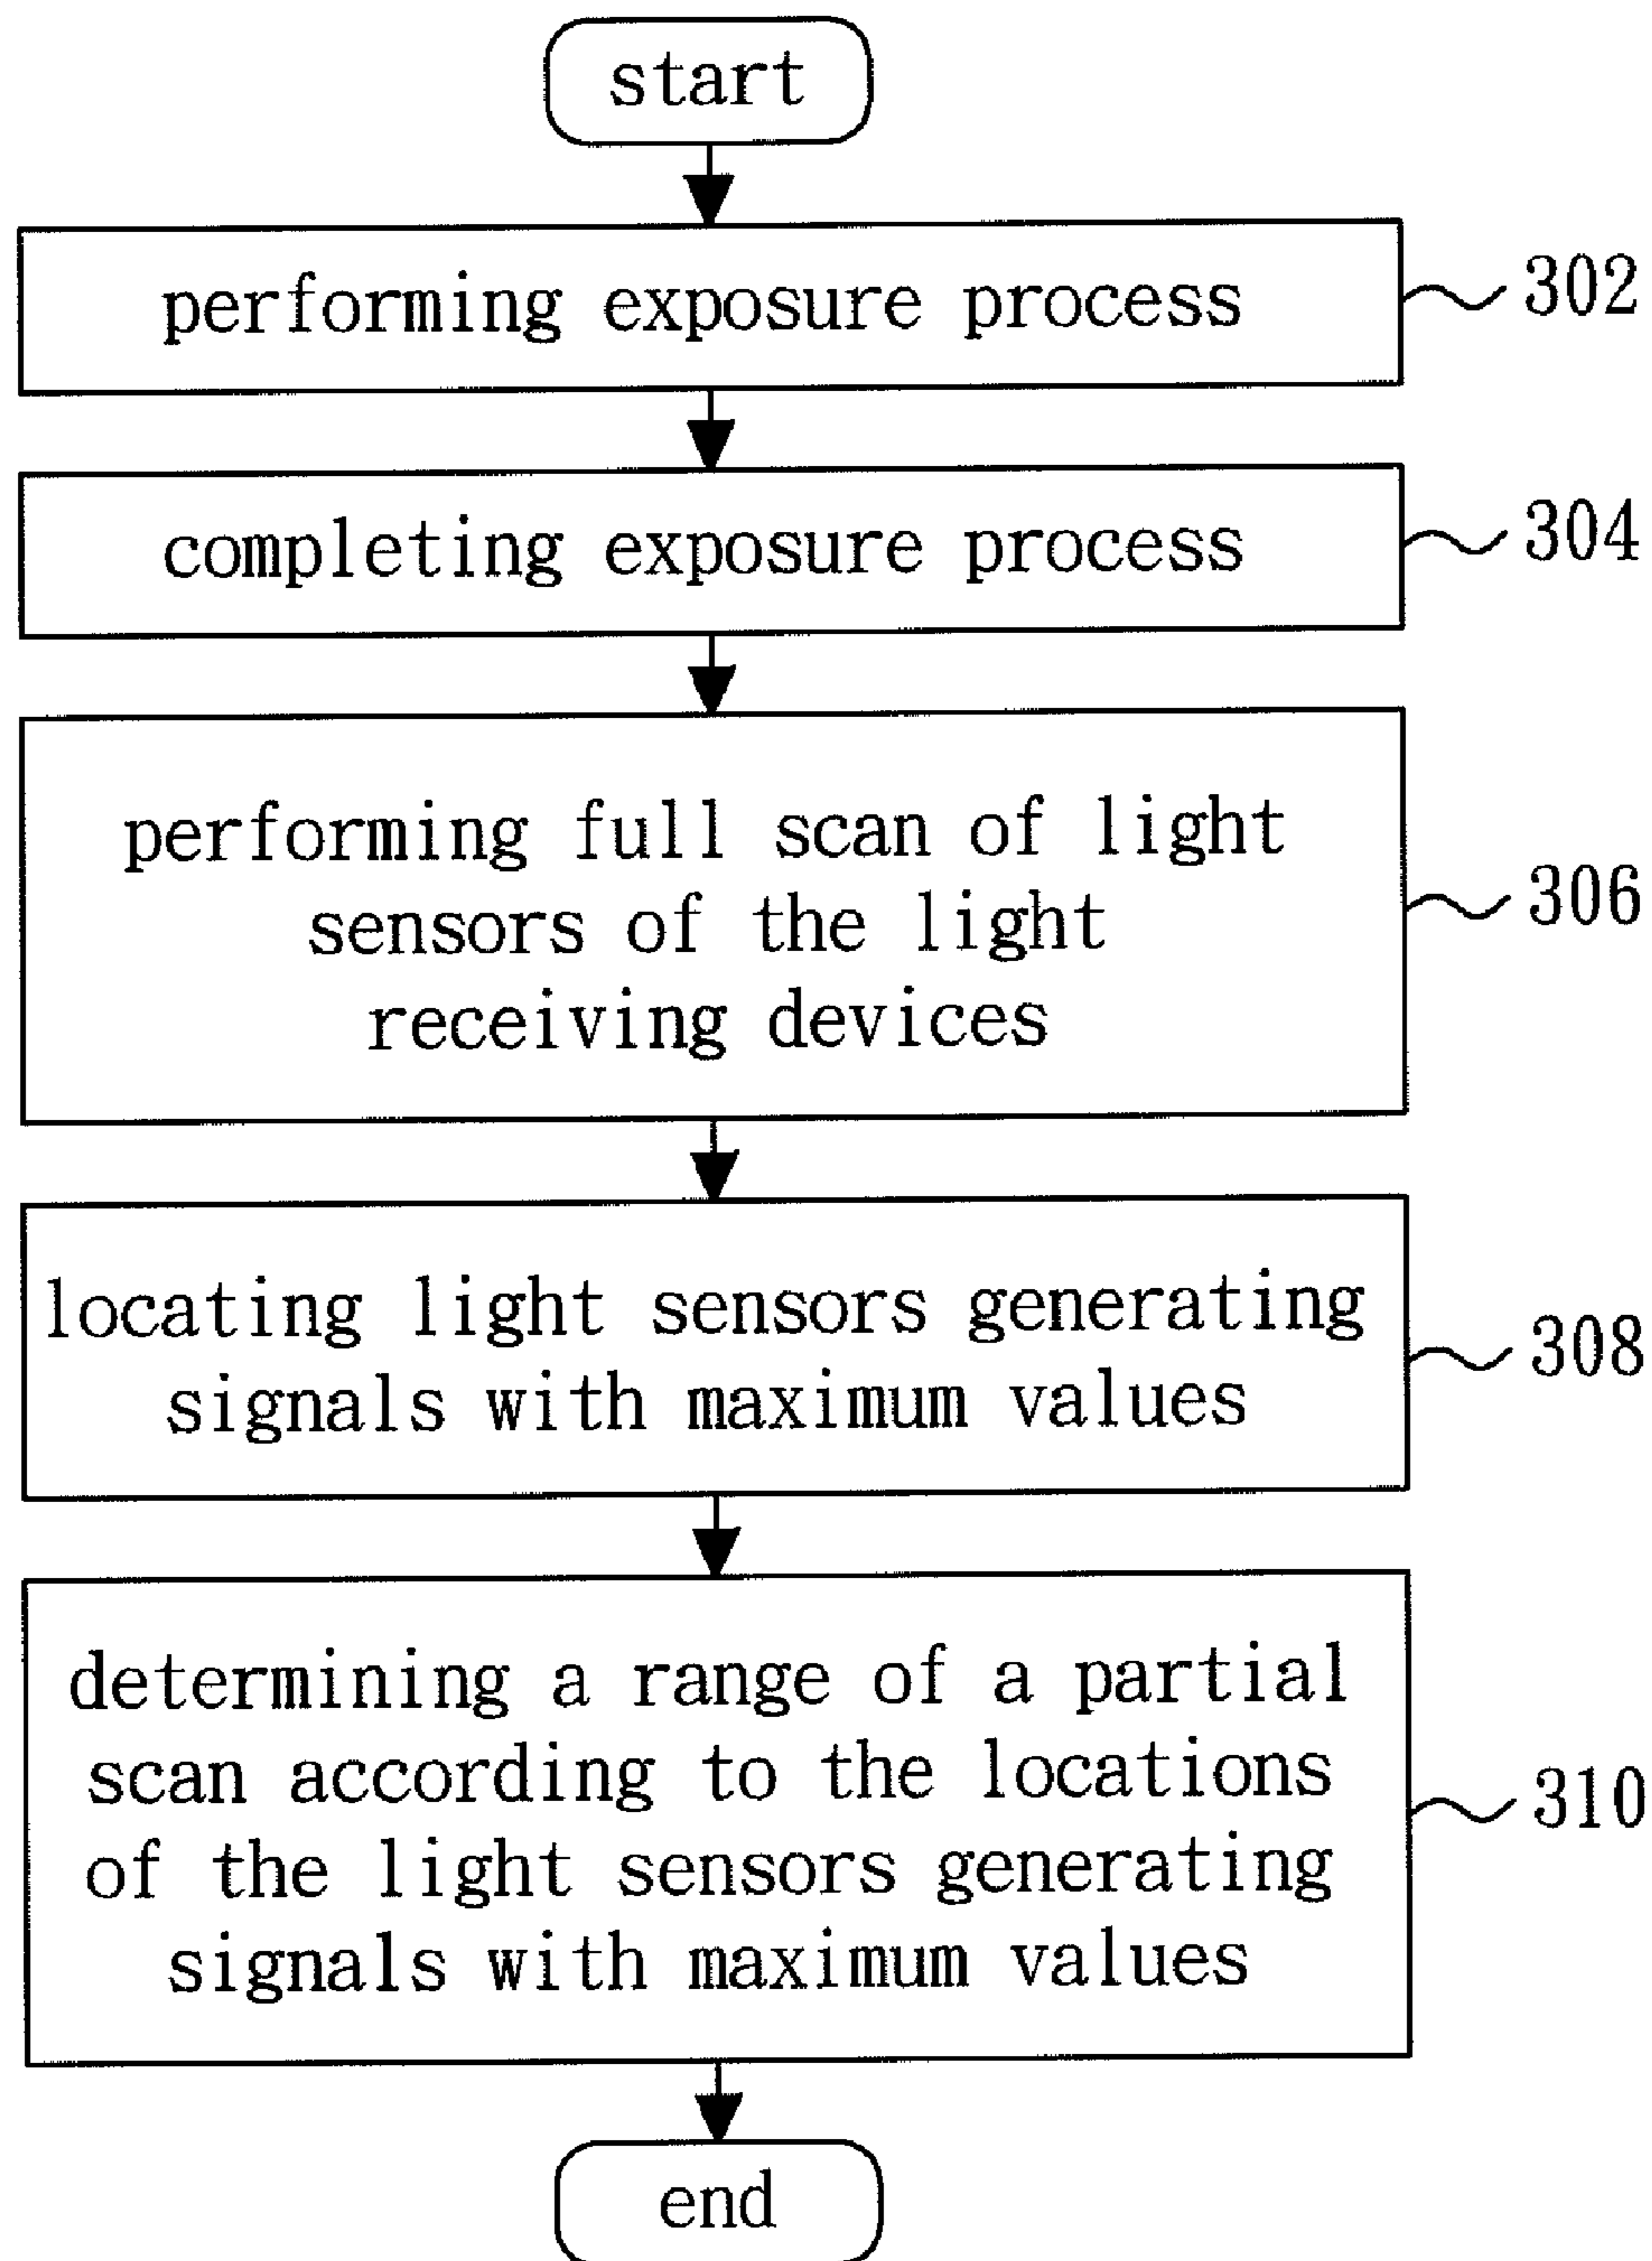 start
performing exposure process
302
completing exposure process
304
performing full scan of light
sensors of the light
receiving devices
306
locating light sensors generating
signals with maximum values
308
determining a range of a partial
scan according to the locations
of the light sensors generating
signals with maximum values
310
end